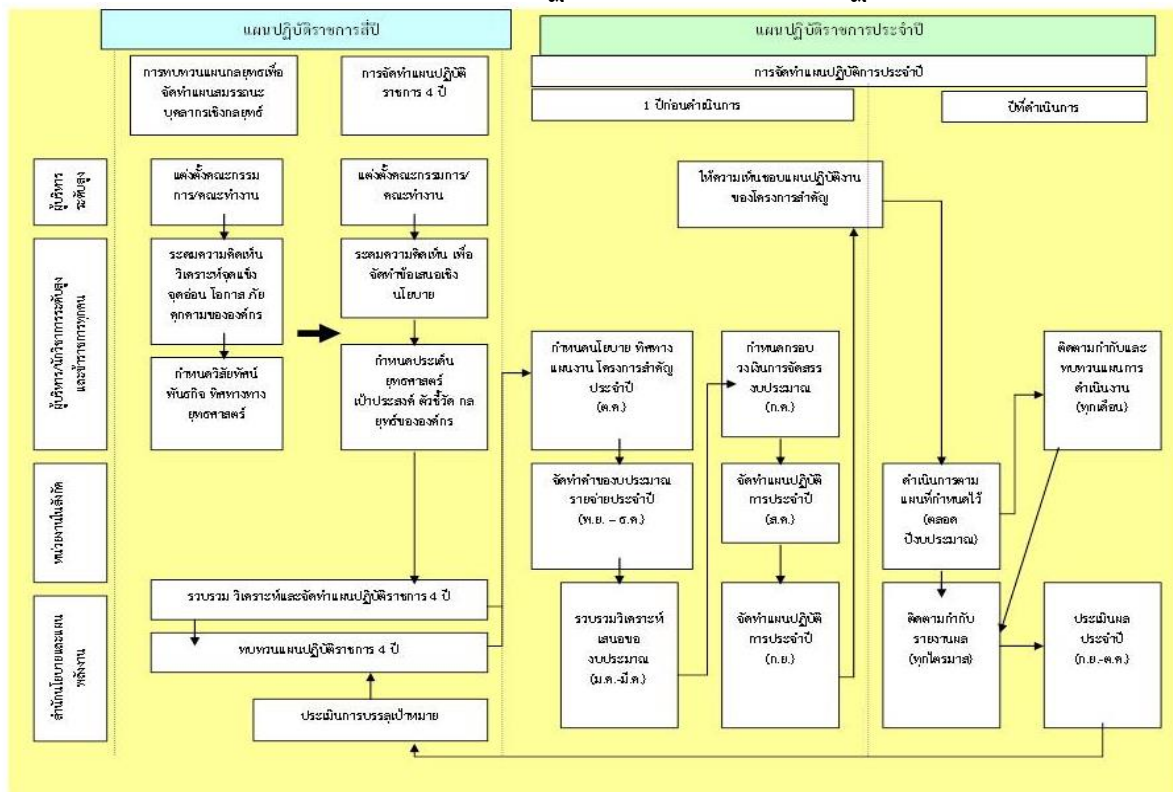 แผนปฏิบัติราชการสี่ปี
แผนปฏิบัติราชการประจำปี
การทบทวนแผนกลยุทธเพื่อ
จัดทำแผนสมรรถนะ
บุคลากรเชิงกลยุทธ์
การจัดทำแผนปฏิบัติ
ราชการ 4 ปี
การจัดทำแผนปฏิบัติการประจำปี
1 ปีก่อนดำเนินการ
ปีที่ดำเนินการ
ผู้บริหาร
ระดับสูง
แต่งตั้งคณะกรรม
การ/คณะทำงาน
แต่งตั้งคณะกรรมการ/
คณะทำงาน
ให้ความเห็นชอบแผนปฏิบัติงาน
ของโครงการสำคัญ
ผู้บริหาร/นักวิชาการระดับสูง
และข้าราชการทุกคน
ระดมความคิดเห็น
วิเคราะห์จุดแข็ง
จุดอ่อน โอกาส ภัย
คุกคามขององค์กร
ระดมความคิดเห็น เพื่อ
จัดทำข้อเสนอเชิง
นโยบาย
กำหนดวิสัยทัศน์
พันธกิจ ทิศทางทาง
ยุทธศาสตร์
กำหนดประเด็น
ยุทธศาสตร์
เป้าประสงค์ ตัวชี้วัด กล
ยุทธ์ขององค์กร
กำหนดนโยบาย ทิศทาง
แผนงาน โครงการสำคัญ
ประจำปี
(ต.ค.)
กำหนดกรอบ
วงเงินการจัดสรร
งบประมาณ
(ก.ค.)
ติดตามกำกับและ
ทบทวนแผนการ
ดำเนินงาน
(ทุกเดือน)
หน่วยงานในสังกัด
จัดทำคำของบประมาณ
รายจ่ายประจำปี
(พ.ย. – ธ.ค.)
จัดทำแผนปฏิบัติ
การประจำปี
(ส.ค.)
ดำเนินการตาม
แผนที่กำหนดไว้
(ตลอด
ปีงบประมาณ)
สำนักนโยบายและแผน
พลังงาน
รวบรวม วิเคราะห์และจัดทำแผนปฏิบัติราชการ 4 ปี
ทบทวนแผนปฏิบัติราชการ 4 ปี
ประเมินการบรรลุเป้าหมาย
รวบรวมวิเคราะห์
เสนอขอ
งบประมาณ
(ม.ค.-มี.ค.)
จัดทำแผนปฏิบัติ
การประจำปี
(ก.ย.)
ติดตามกำกับ
รายงานผล
(ทุกไตรมาส)
ประเมินผล
ประจำปี
(ก.ย.-ต.ค.)